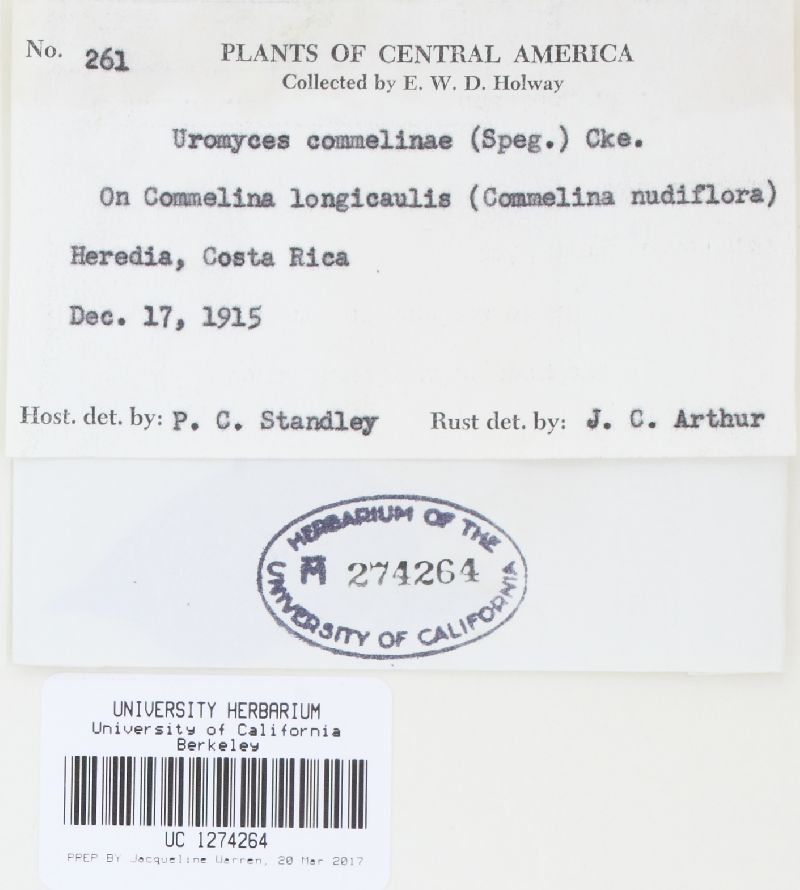 No. 261
PLANTS OF CENTRAL AMERICA
Collected by E. W. D. Holway
Uromyces commelinae (Speg.) Cke.
On Commelina longicaulis (Commelina nudiflora)
Heredia, Costa Rica
Dec. 17, 1915
Host. det. by: P. C. Standley Rust det. by: J. C. Arthur
HERBARIUM OF THE
M 274264
UNIVERSITY OF CALIFORNIA
UNIVERSITY HERBARIUM
University of California
Berkeley
UC 1274264
PREP BY Jacqueline Warren, 20 Mar 2017